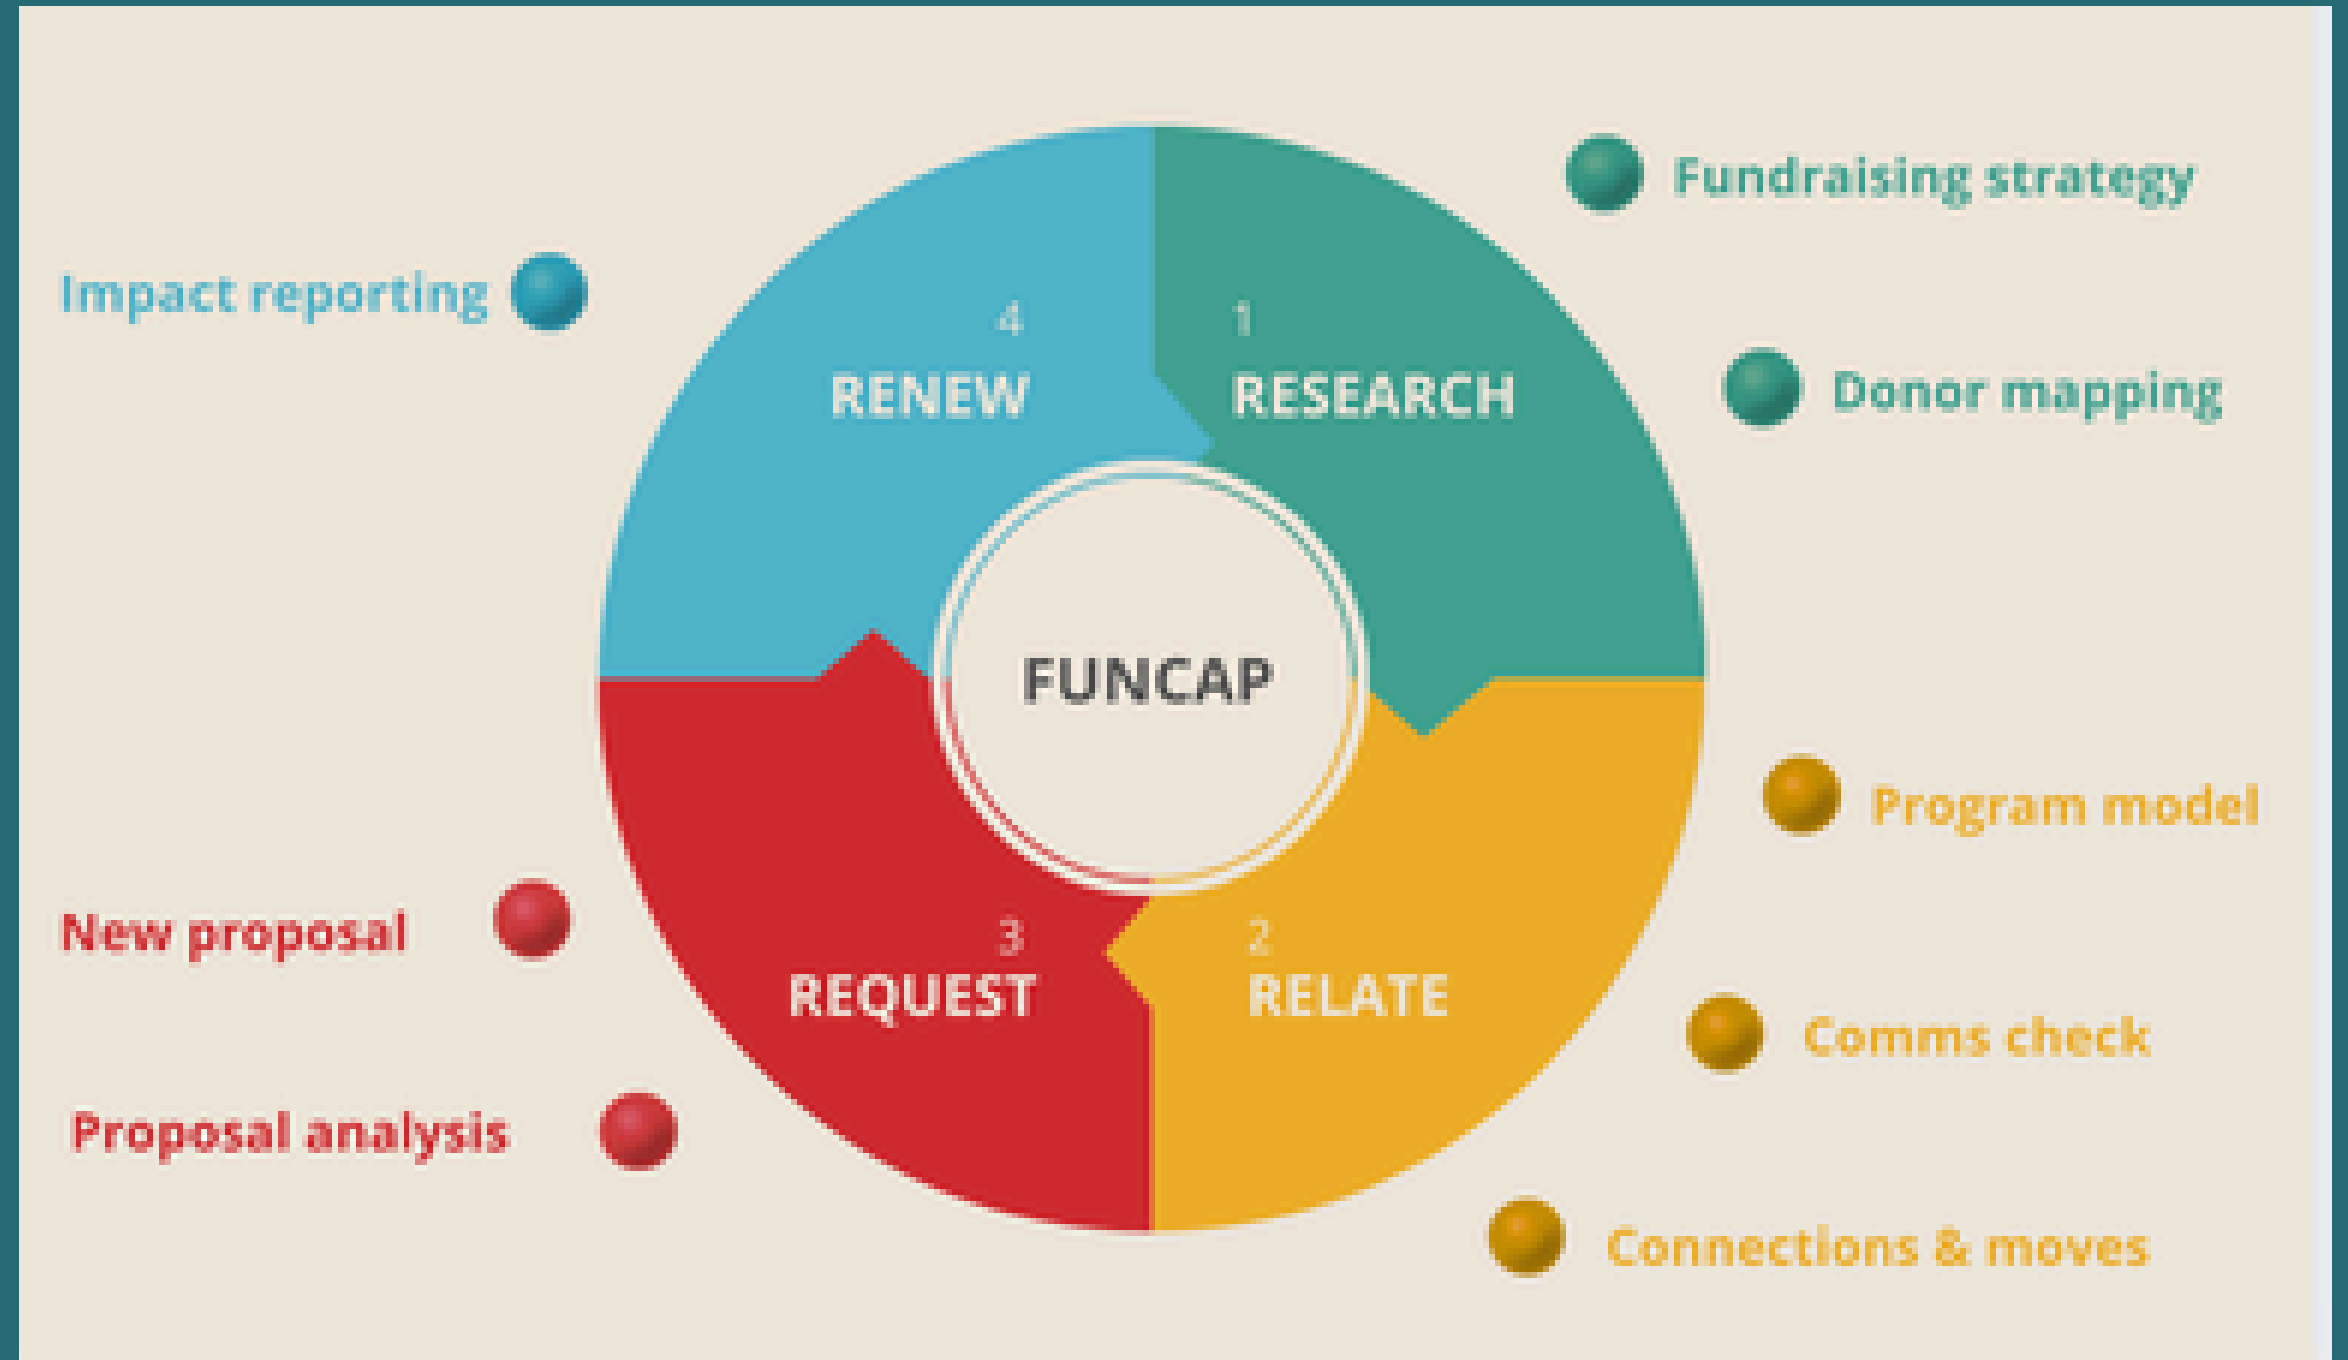 Fundraising strategy
Impact reporting
4
1
RENEW
RESEARCH
Donor mapping
FUNCAP
Program model
New proposal
3
2
REQUEST
RELATE
Comms check
Proposal analysis
Connections & moves